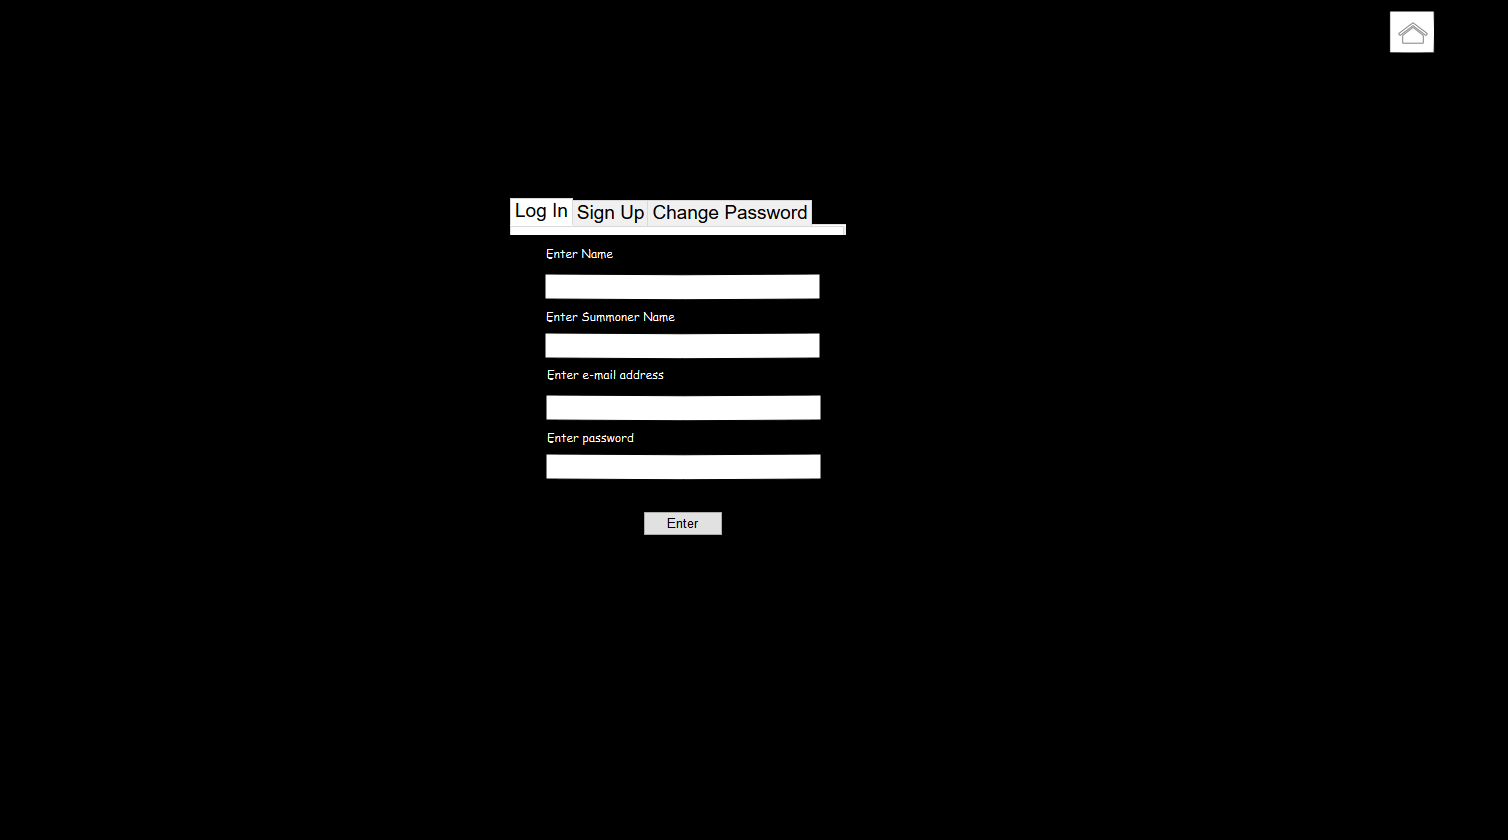 Log In Sign Up Change Password
Enter Name
Enter Summoner Name
Enter e-mail address
Enter password
Enter